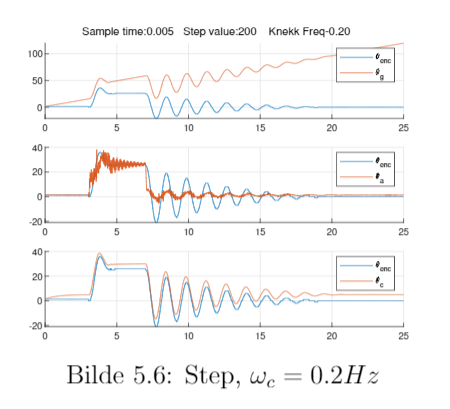 Sample time:0.005 Step value:200 Knekk Freq-0.20
100
50
0
0 5 10 15 20 25
θenc
θg
40
20
0
-20
0 5 10 15 20 25
θenc
θa
40
20
0
-20
0 5 10 15 20 25
θenc
θc
Bilde 5.6: Step, ωc = 0.2Hz